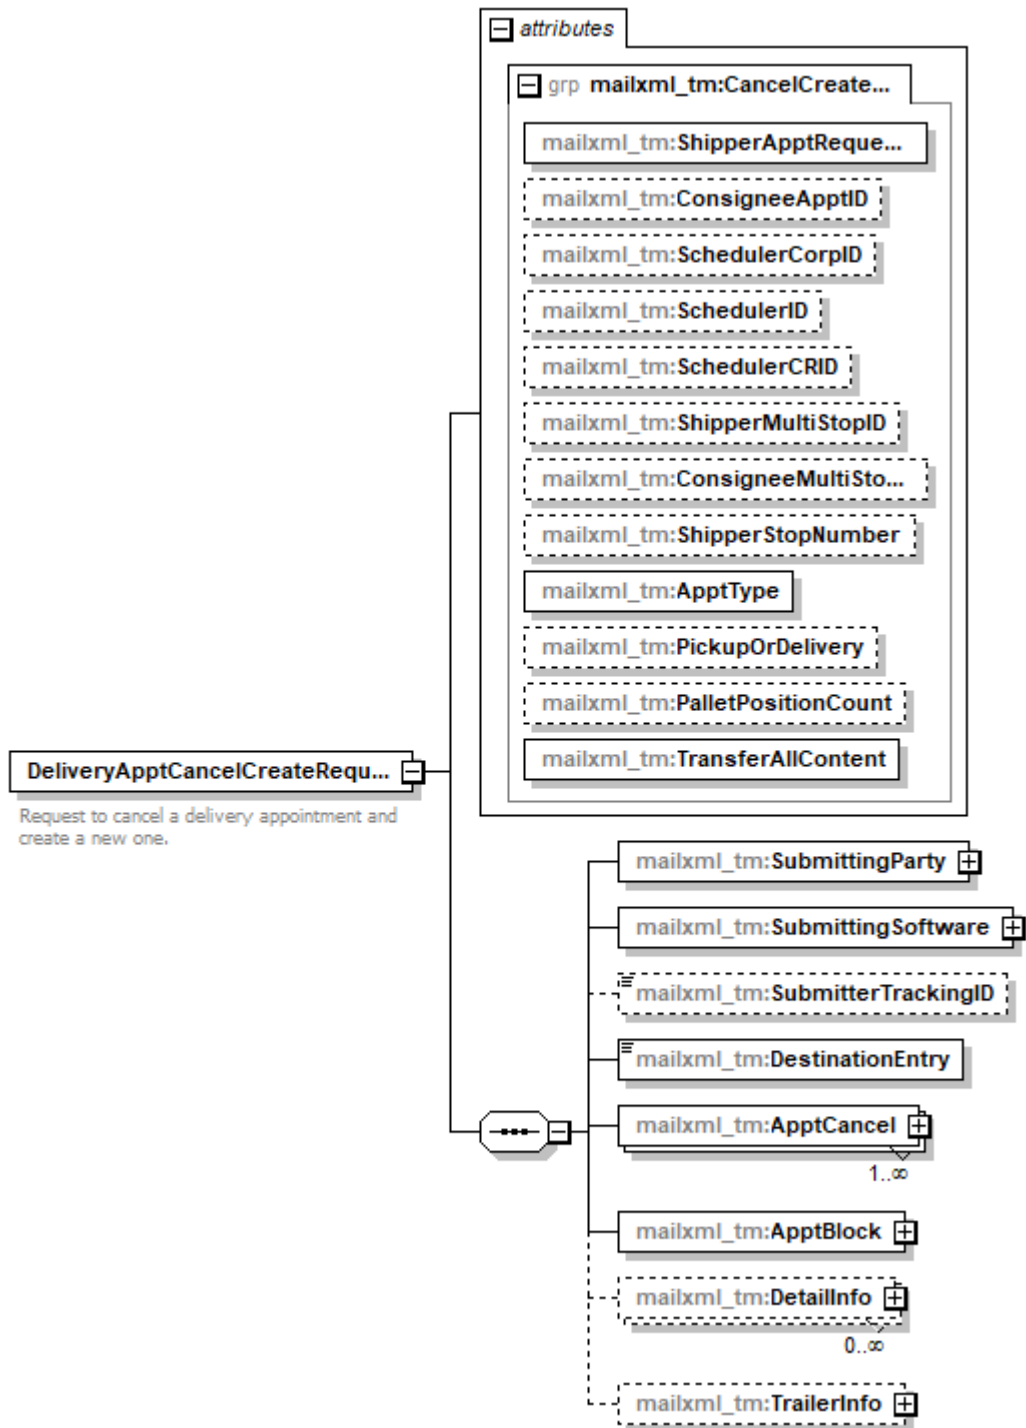 attributes
grp mailxml_tm:CancelCreate...
mailxml_tm:ShipperApptReque...
mailxml_tm:ConsigneeApptID
mailxml_tm:SchedulerCorpID
mailxml_tm:SchedulerID
mailxml_tm:SchedulerCRID
mailxml_tm:ShipperMultiStopID
mailxml_tm:ConsigneeMultiSto...
mailxml_tm:ShipperStopNumber
mailxml_tm:ApptType
mailxml_tm:PickupOrDelivery
mailxml_tm:PalletPositionCount
mailxml_tm:TransferAllContent
DeliveryApptCancelCreateRequ...
Request to cancel a delivery appointment and
create a new one.
mailxml_tm:SubmittingParty
mailxml_tm:SubmittingSoftware
mailxml_tm:SubmitterTrackingID
mailxml_tm:DestinationEntry
mailxml_tm:ApptCancel
1..∞
mailxml_tm:ApptBlock
mailxml_tm:DetailInfo
0..∞
mailxml_tm:TrailerInfo